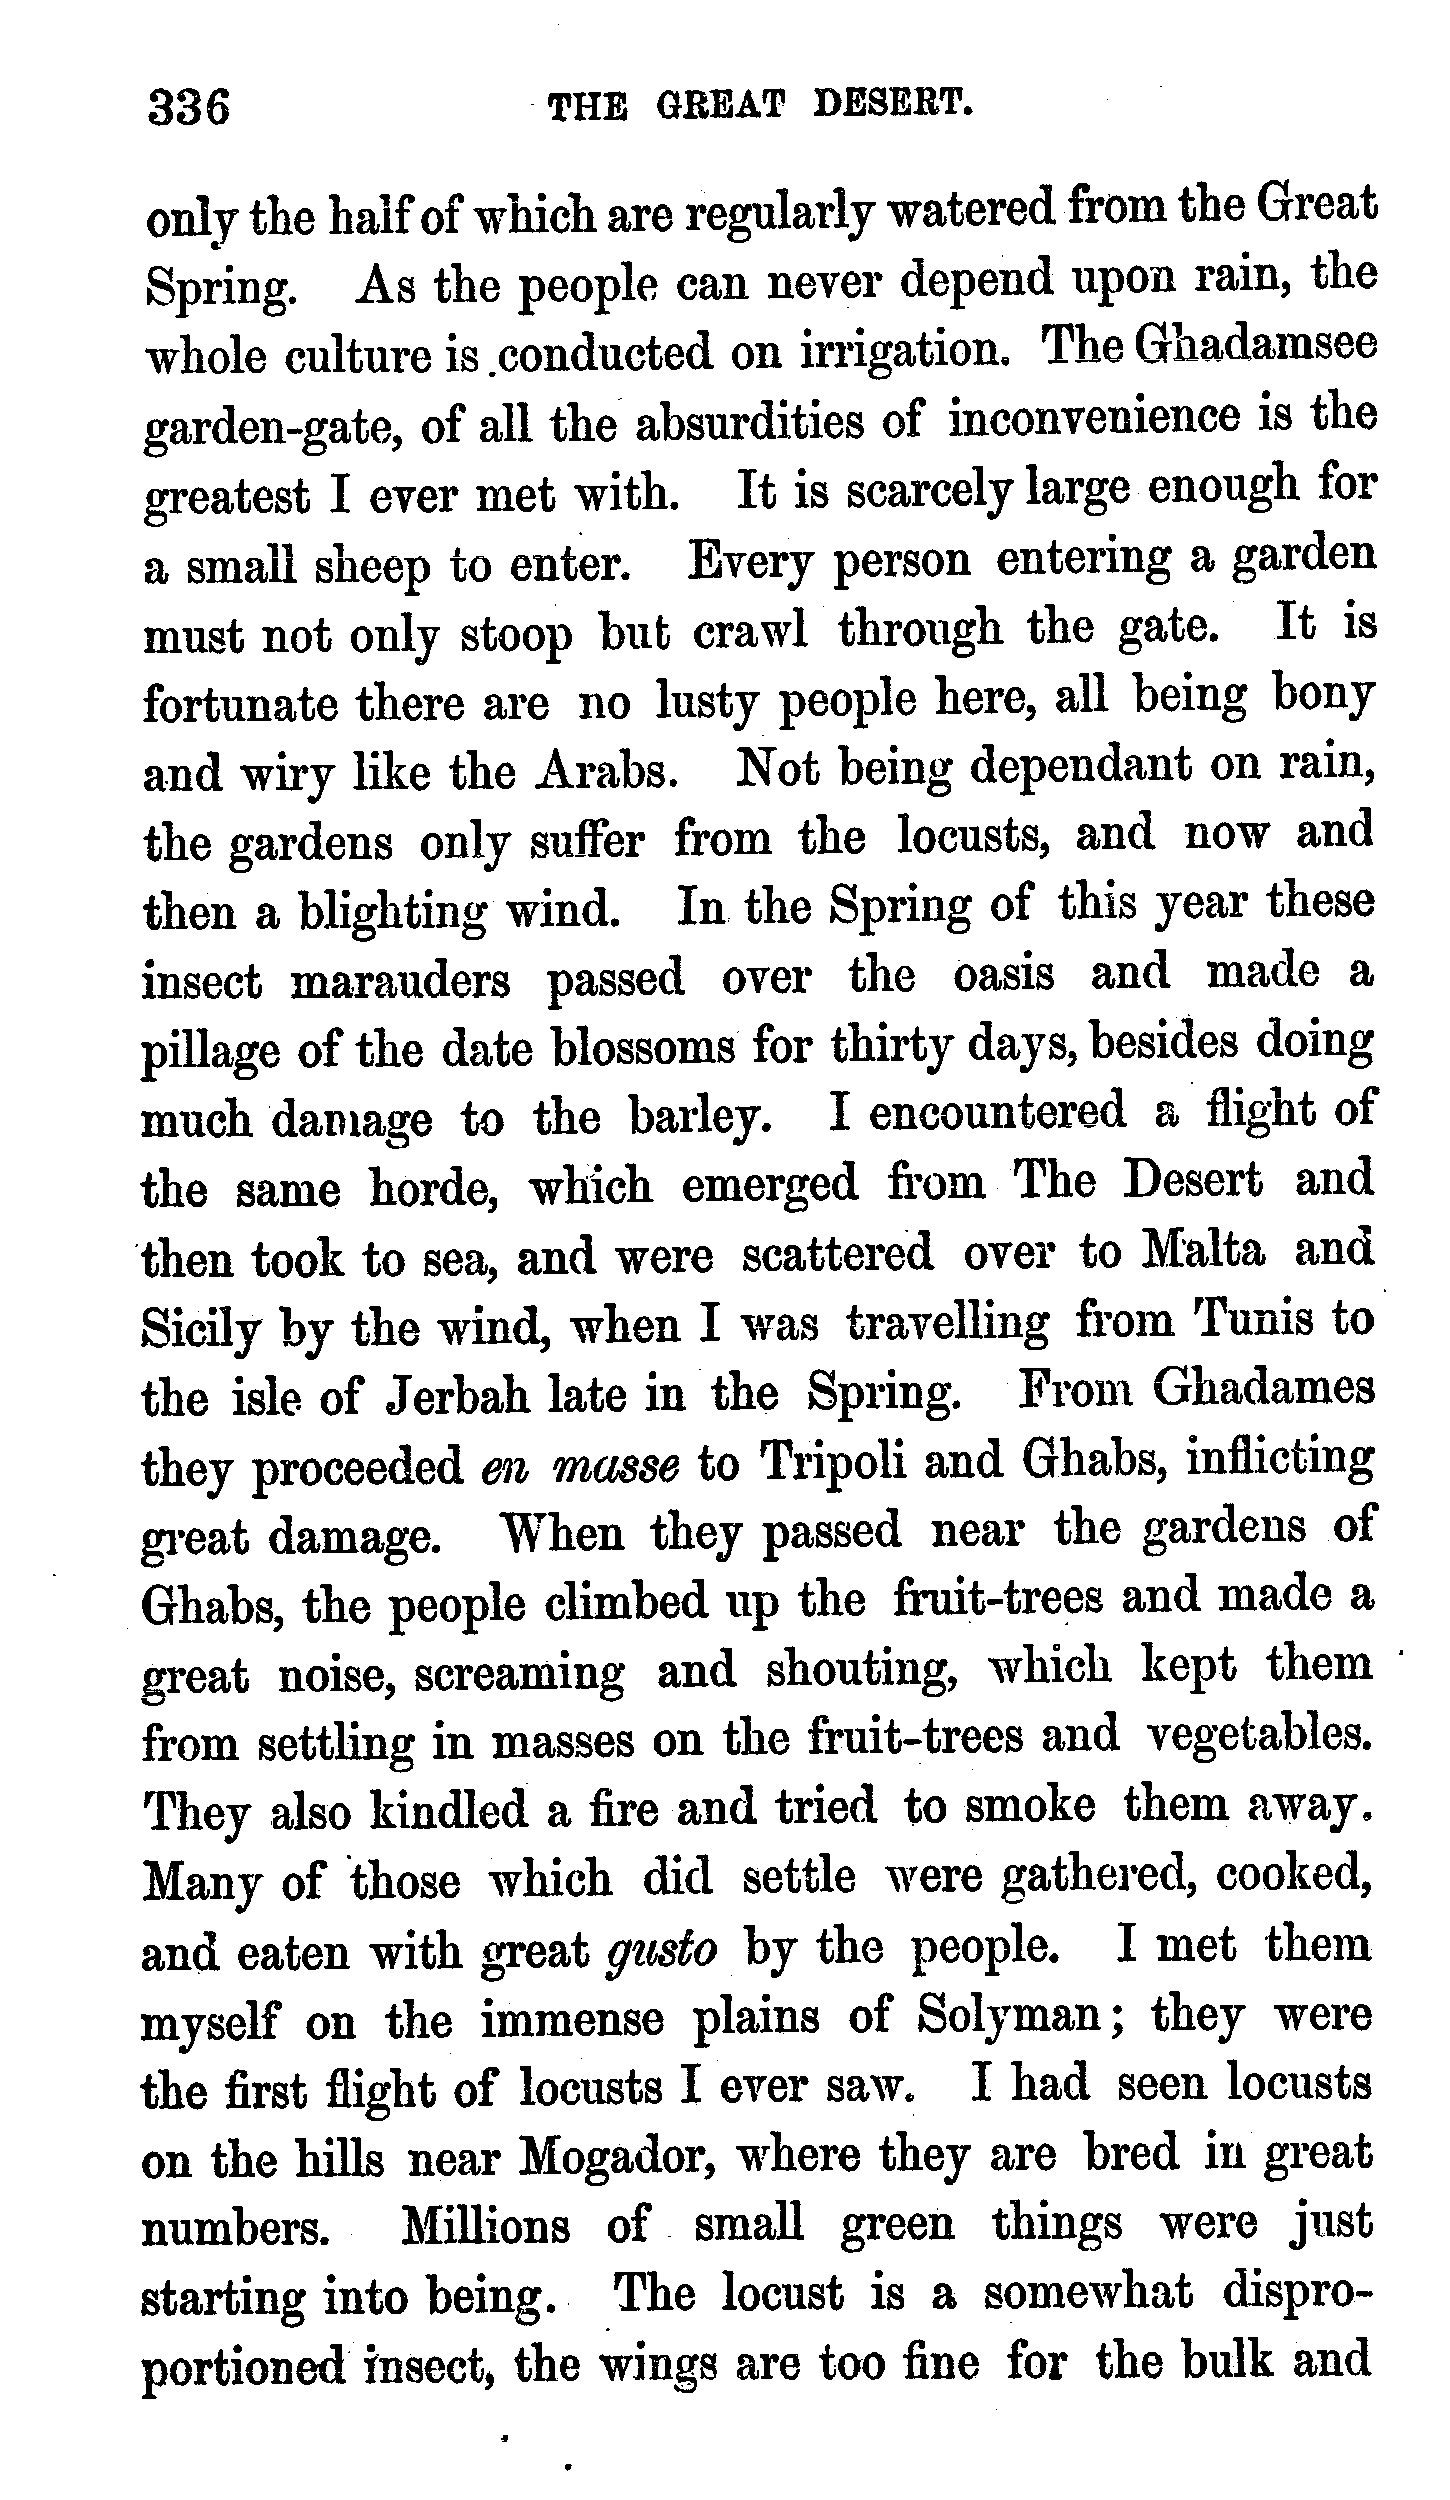 336 THE GREAT DESERT.
only the half of which are regularly watered from the Great
Spring. As the people can never depend upon rain, the
whole culture is conducted on irrigation. The Ghadamsee
garden-gate, of all the absurdities of inconvenience is the
greatest I ever met with. It is scarcely large enough for
a small sheep to enter. Every person entering a garden
must not only stoop but crawl through the gate. It is
fortunate there are no lusty people here, all being bony
and wiry like the Arabs. Not being dependant on rain,
the gardens only suffer from the locusts, and now and
then a blighting wind. In the Spring of this year these
insect marauders passed over the oasis and made a
pillage of the date blossoms for thirty days, besides doing
much damage to the barley. I encountered a flight of
the same horde, which emerged from The Desert and
then took to sea, and were scattered over to Malta and
Sicily by the wind, when I was travelling from Tunis to
the isle of Jerbah late in the Spring. From Ghadames
they proceeded en masse to Tripoli and Ghabs, inflicting
great damage. When they passed near the gardens of
Ghabs, the people climbed up the fruit-trees and made a
great noise, screaming and shouting, which kept them
from settling in masses on the fruit-trees and vegetables.
They also kindled a fire and tried to smoke them away.
Many of those which did settle were gathered, cooked,
and eaten with great gusto by the people. I met them
myself on the immense plains of Solyman; they were
the first flight of locusts I ever saw. I had seen locusts
on the hills near Mogador, where they are bred in great
numbers. Millions of small green things were just
starting into being. The locust is a somewhat dispro-
portioned insect, the wings are too fine for the bulk and